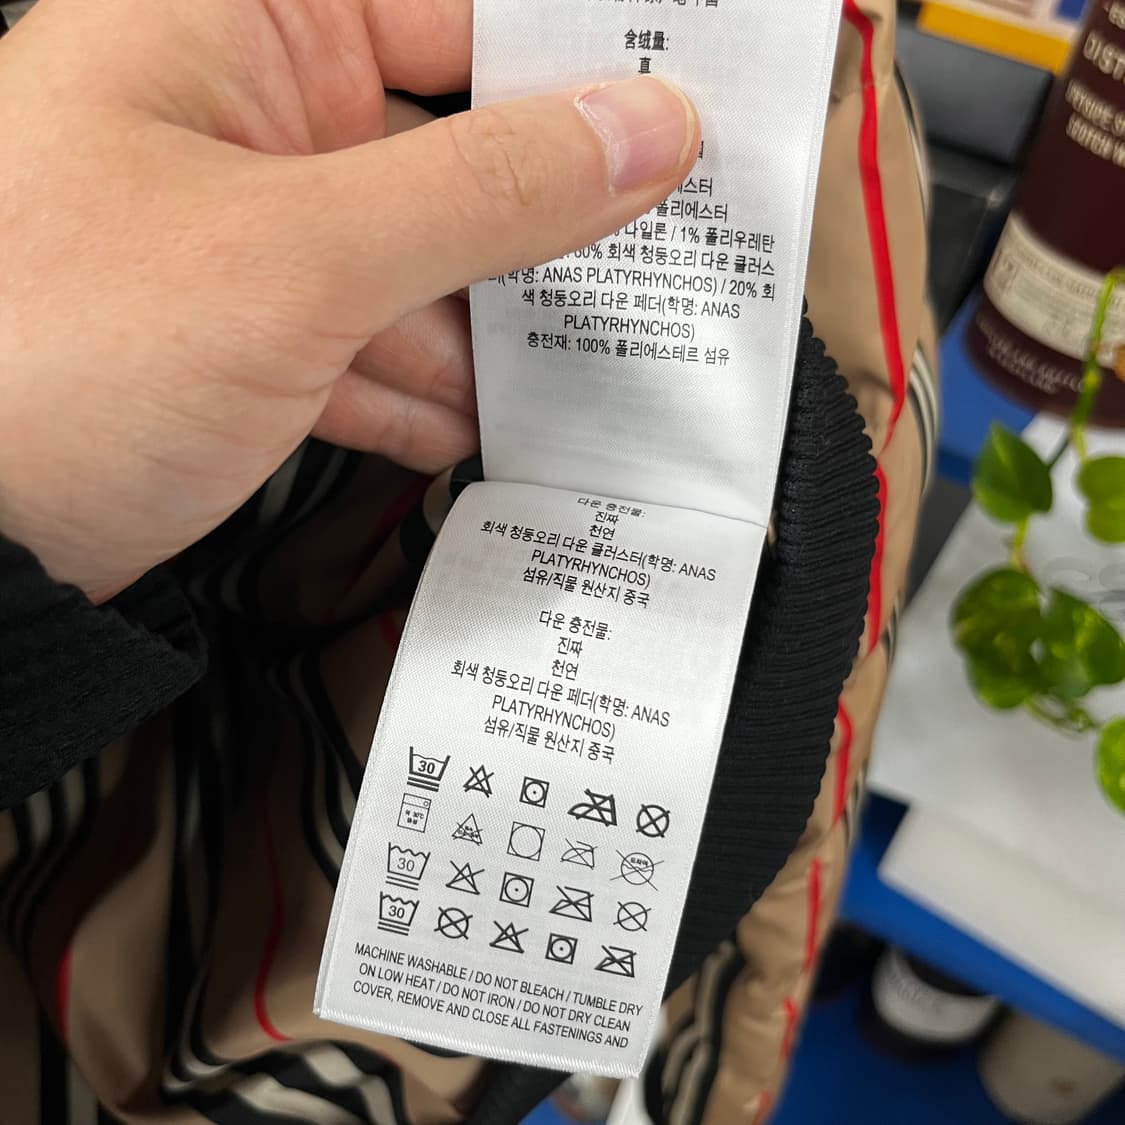 含绒量:
真
스터
폴리에스터
나일론 / 1% 폴리우레탄
60% 회색 청둥오리 다운 클러스
(학명: ANAS PLATYRHYNCHOS) / 20% 회
색 청둥오리 다운 페더(학명: ANAS
PLATYRHYNCHOS)
충전재: 100% 폴리에스테르 섬유
다운 충전물:
진짜
천연
회색 청둥오리 다운 클러스터(학명: ANAS
PLATYRHYNCHOS)
섬유/직물 원산지 중국
다운 충전물:
진짜
천연
회색 청둥오리 다운 페더(학명: ANAS
PLATYRHYNCHOS)
섬유/직물 원산지 중국
30
30
30
MACHINE WASHABLE / DO NOT BLEACH / TUMBLE DRY
ON LOW HEAT / DO NOT IRON / DO NOT DRY CLEAN
COVER, REMOVE AND CLOSE ALL FASTENINGS AND